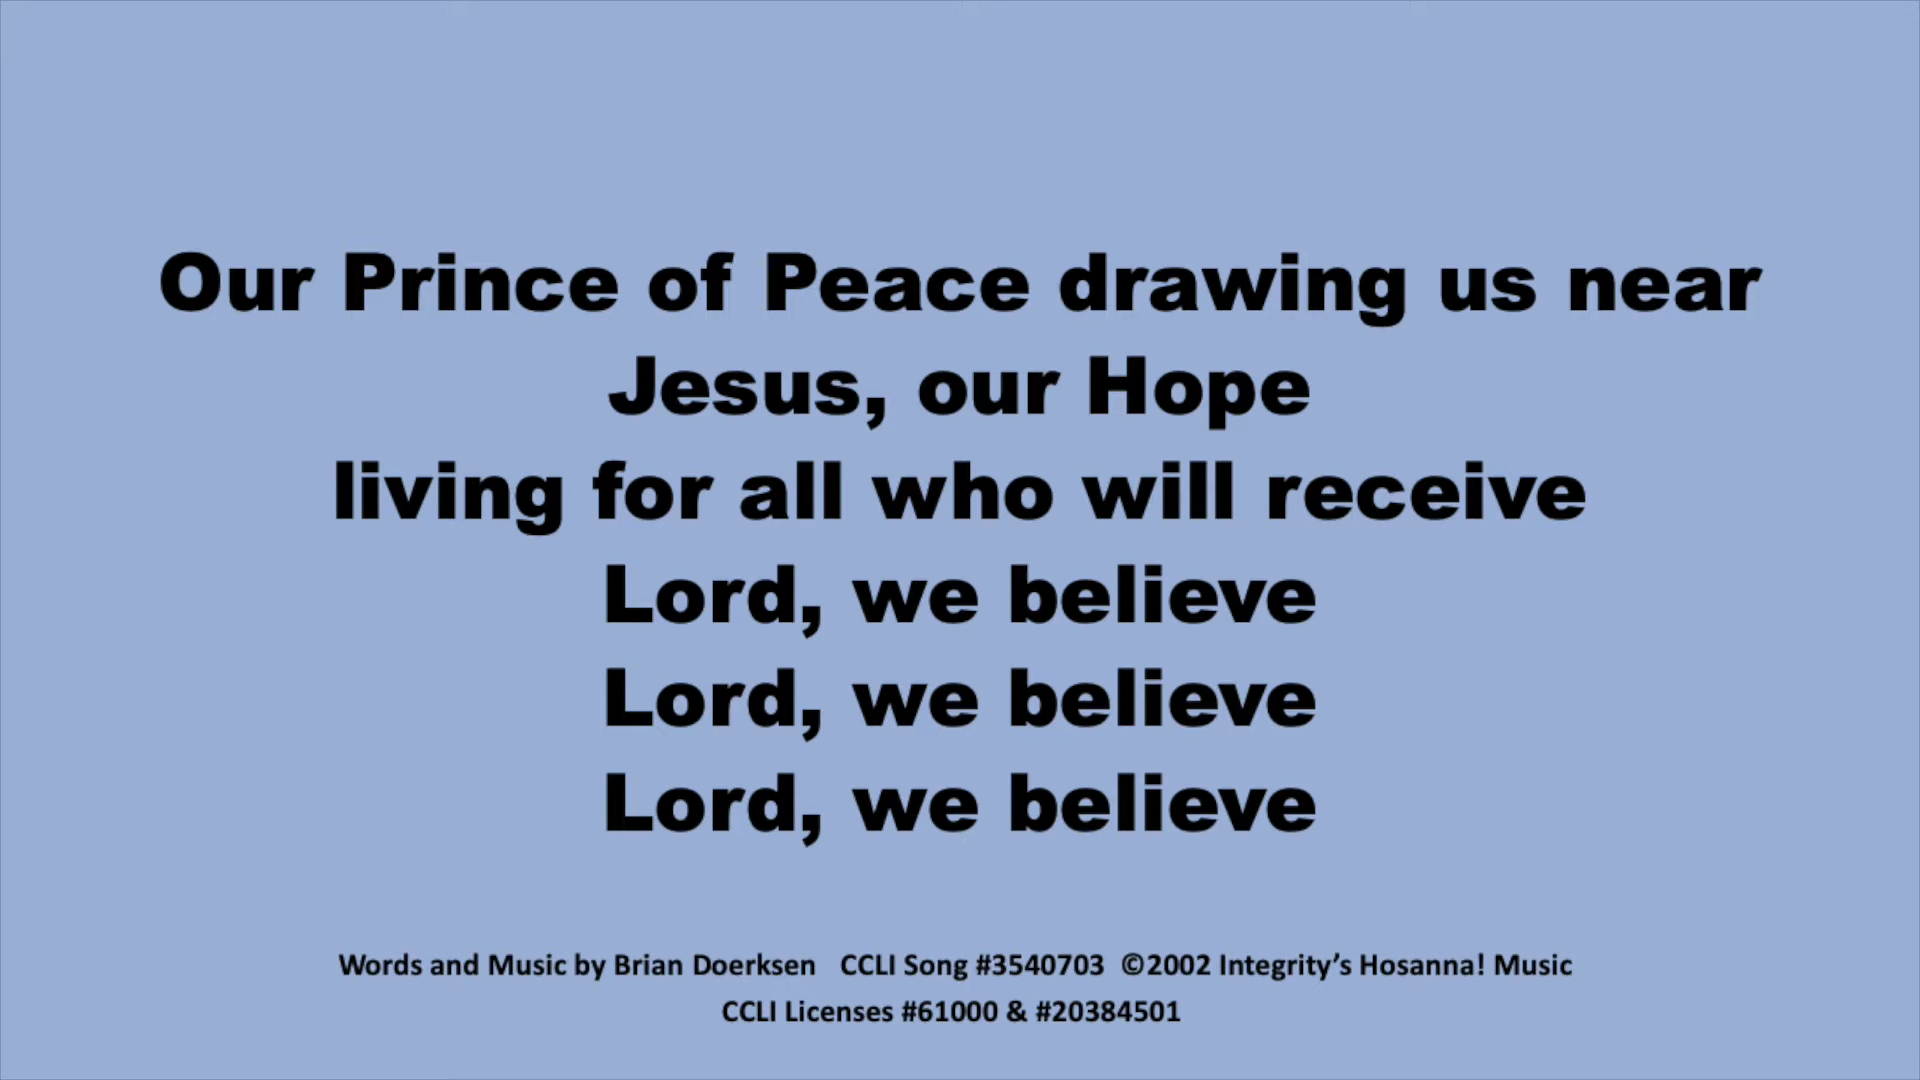 Our Prince of Peace drawing us near
Jesus, our Hope
living for all who will receive
Lord, we believe
Lord, we believe
Lord, we believe
Words and Music by Brian Doerksen   CCLI Song #3540703  ©2002 Integrity’s Hosanna! Music
CCLI Licenses #61000 & #20384501